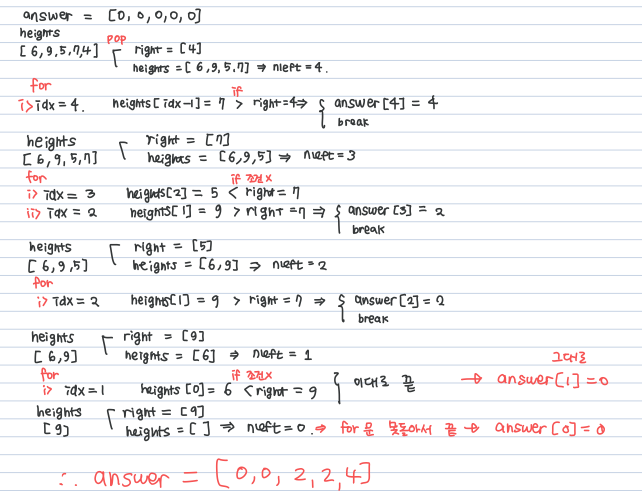 answer = [0, 0, 0, 0, 0]
heights
[6,9,5,7,4] pop right = [4]
heights = [6,9,5,7] ⇒ nleft = 4.
for
i> idx = 4. heights[idx-1] = 7 > right=4 ⇒ { answer[4] = 4
if
break
heights right = [7]
[6,9,5,7] heights = [6,9,5] ⇒ nleft = 3
for if 조건X
i> idx = 3 heights[2] = 5 < right = 7
ii> idx = 2 heights[1] = 9 > right = 7 ⇒ { answer[3] = 2
break
heights right = [5]
[6,9,5] heights = [6,9] ⇒ nleft = 2
for
i> idx = 2 heights[1] = 9 > right = 7 ⇒ { answer[2] = 2
break
heights right = [9]
[6,9] heights = [6] ⇒ nleft = 1
for if 조건X 그대로
i> idx = 1 heights[0] = 6 < right = 9 { 이대로 끝 → answer[1] = 0
heights right = [9]
[9] heights = [ ] ⇒ nleft = 0. ⇒ for 문 못돌아서 끝 → answer[0] = 0
∴ answer = [0,0, 2, 2, 4]